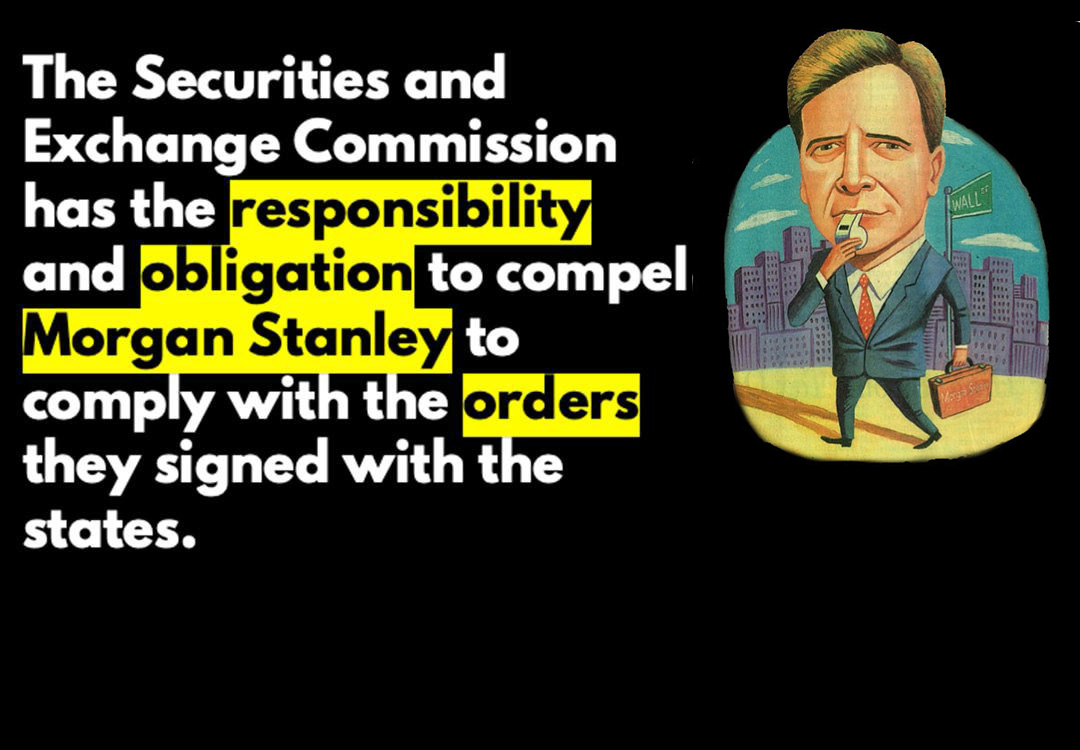 The Securities and
Exchange Commission
has the responsibility
and obligation to compel
Morgan Stanley to
comply with the orders
they signed with the
states.
WALL ST